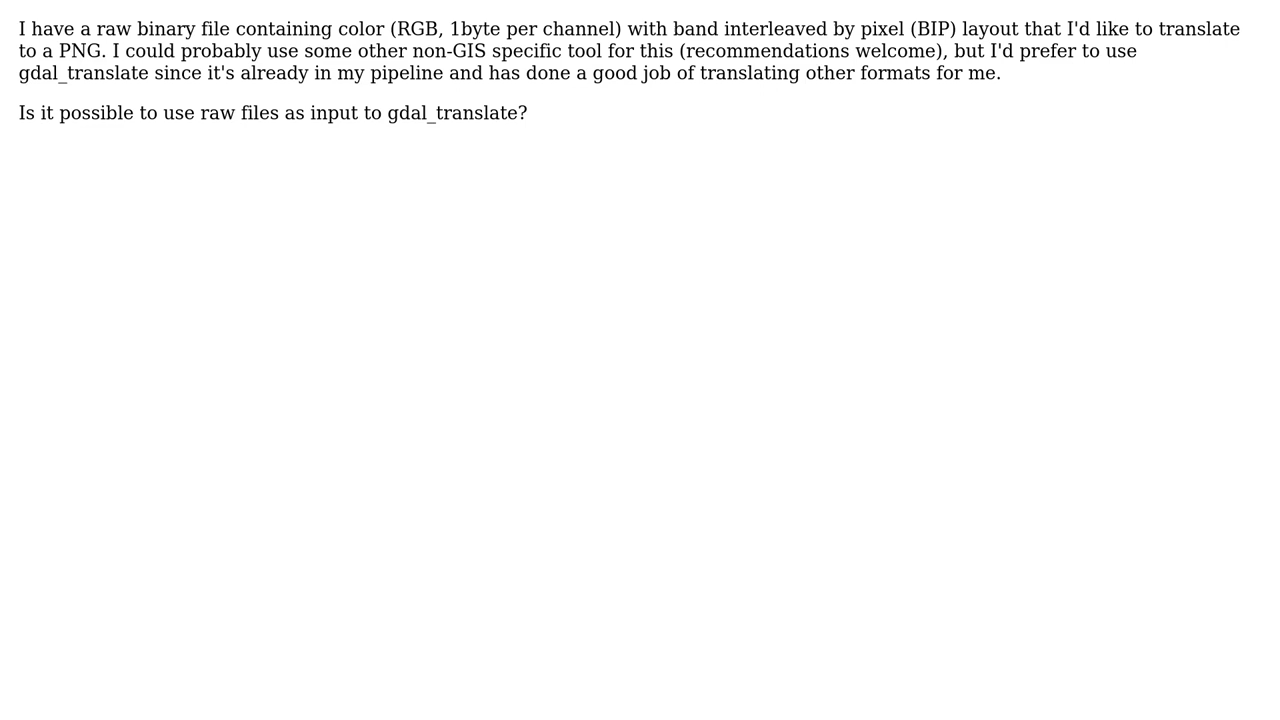 I have a raw binary file containing color (RGB, 1byte per channel) with band interleaved by pixel (BIP) layout that I'd like to translate
to a PNG. I could probably use some other non-GIS specific tool for this (recommendations welcome), but I'd prefer to use
gdal_translate since it's already in my pipeline and has done a good job of translating other formats for me.
Is it possible to use raw files as input to gdal_translate?